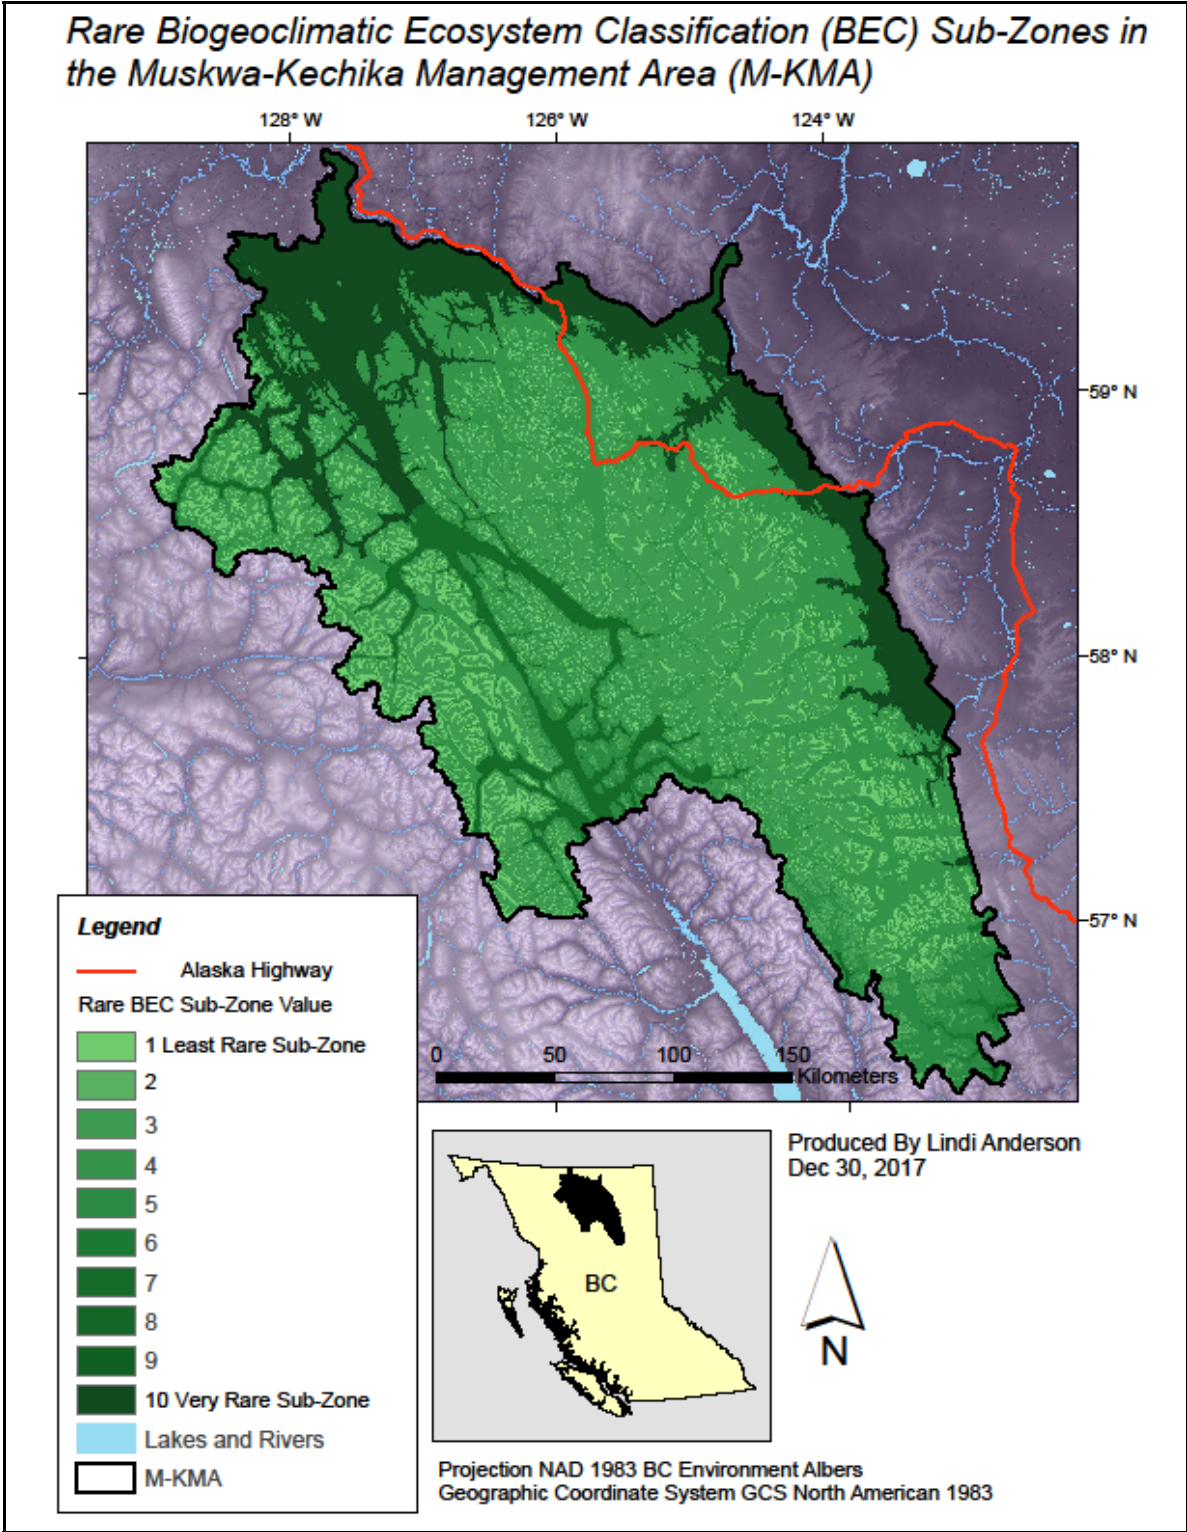 Rare Biogeoclimatic Ecosystem Classification (BEC) Sub-Zones in
the Muskwa-Kechika Management Area (M-KMA)
128° W
126° W
124° W
59° N
58° N
57° N
Legend
Alaska Highway
Rare BEC Sub-Zone Value
1 Least Rare Sub-Zone
2
3
4
5
6
7
8
9
10 Very Rare Sub-Zone
Lakes and Rivers
M-KMA
0 50 100 150
Kilometers
BC
Produced By Lindi Anderson
Dec 30, 2017
N
Projection NAD 1983 BC Environment Albers
Geographic Coordinate System GCS North American 1983